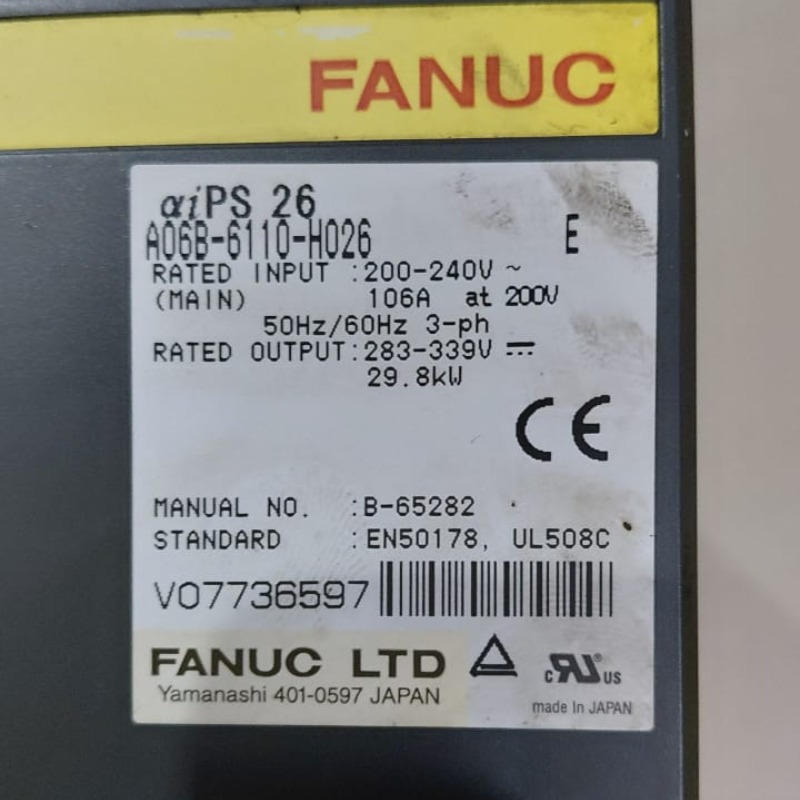 FANUC
αiPS 26
A06B-6110-H026 E
RATED INPUT :200-240V ~
(MAIN) 106A at 200V
50Hz/60Hz 3-ph
RATED OUTPUT:283-339V ⎓
29.8kW
CE
MANUAL NO. :B-65282
STANDARD :EN50178, UL508C
V07736597
FANUC LTD
Yamanashi 401-0597 JAPAN
c RU® US
made In JAPAN